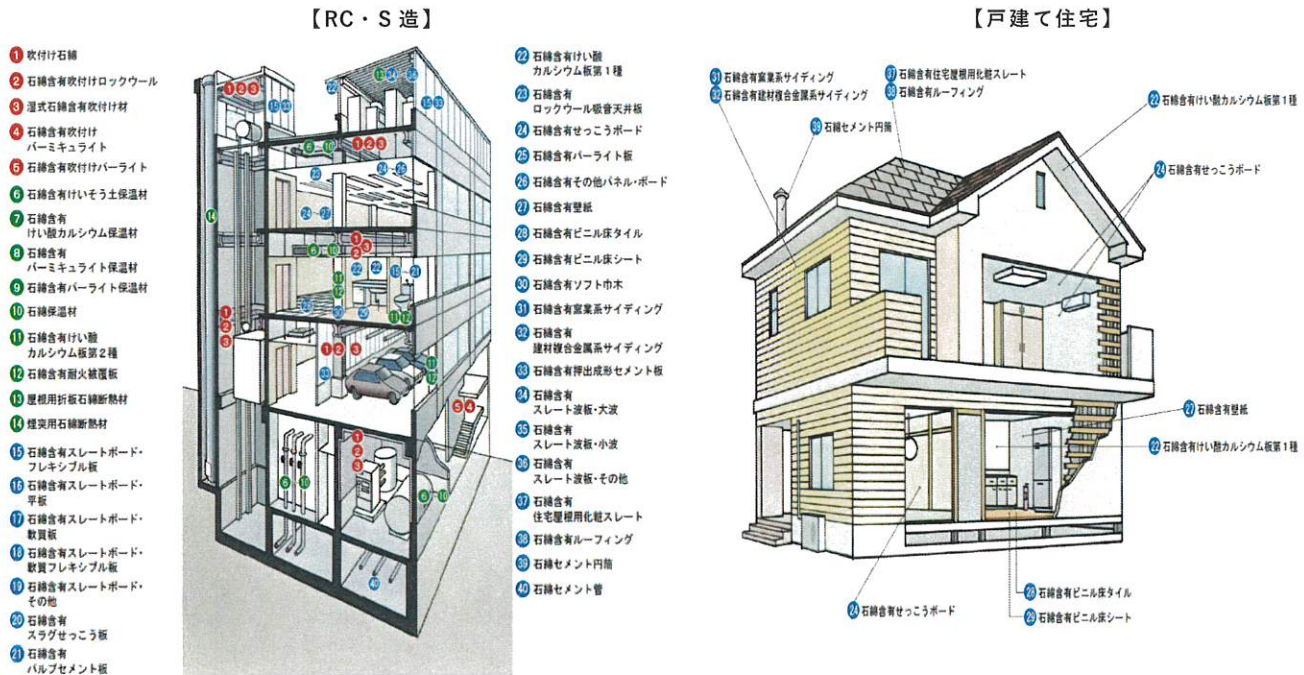 【RC・S 造】
【戸建て住宅】
1 吹付け石綿
2 石綿含有吹付けロックウール
3 湿式石綿含有吹付け材
4 石綿含有吹付け
バーミキュライト
5 石綿含有吹付けパーライト
6 石綿含有けいそう土保温材
7 石綿含有
けい酸カルシウム保温材
8 石綿含有
バーミキュライト保温材
9 石綿含有パーライト保温材
10 石綿保温材
11 石綿含有けい酸
カルシウム板第2種
12 石綿含有耐火被覆板
13 屋根用折板石綿断熱材
14 煙突用石綿断熱材
15 石綿含有スレートボード・
フレキシブル板
16 石綿含有スレートボード・
平板
17 石綿含有スレートボード・
軟質板
18 石綿含有スレートボード・
軟質フレキシブル板
19 石綿含有スレートボード・
その他
20 石綿含有
スラグせっこう板
21 石綿含有
パルプセメント板
22 石綿含有けい酸
カルシウム板第1種
23 石綿含有
ロックウール吸音天井板
24 石綿含有せっこうボード
25 石綿含有パーライト板
26 石綿含有その他パネル・ボード
27 石綿含有壁紙
28 石綿含有ビニル床タイル
29 石綿含有ビニル床シート
30 石綿含有ソフト巾木
31 石綿含有窯業系サイディング
32 石綿含有
建材複合金属系サイディング
33 石綿含有押出成形セメント板
34 石綿含有
スレート波板・大波
35 石綿含有
スレート波板・小波
36 石綿含有
スレート波板・その他
37 石綿含有
住宅屋根用化粧スレート
38 石綿含有ルーフィング
39 石綿セメント円筒
40 石綿セメント管
31 石綿含有窯業系サイディング
32 石綿含有建材複合金属系サイディング
39 石綿セメント円筒
37 石綿含有住宅屋根用化粧スレート
38 石綿含有ルーフィング
22 石綿含有けい酸カルシウム板第1種
24 石綿含有せっこうボード
27 石綿含有壁紙
22 石綿含有けい酸カルシウム板第1種
28 石綿含有ビニル床タイル
29 石綿含有ビニル床シート
24 石綿含有せっこうボード